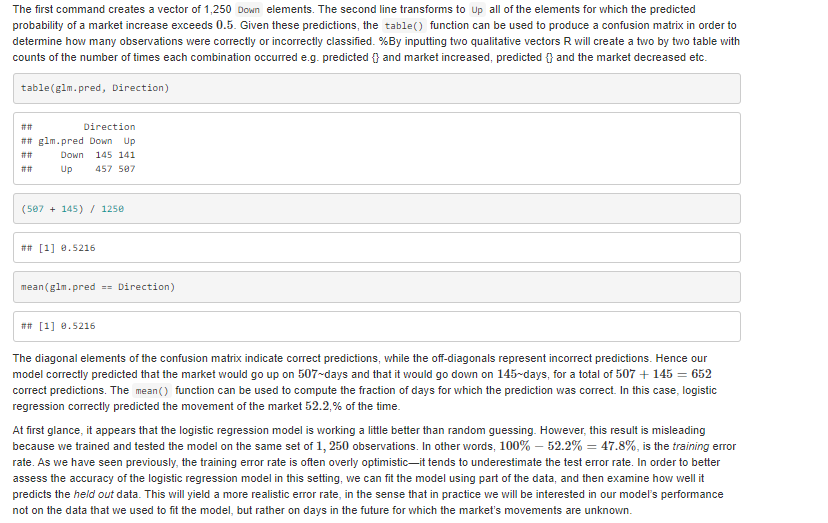 The first command creates a vector of 1,250 Down elements. The second line transforms to Up all of the elements for which the predicted
probability of a market increase exceeds 0.5. Given these predictions, the table() function can be used to produce a confusion matrix in order to
determine how many observations were correctly or incorrectly classified. %By inputting two qualitative vectors R will create a two by two table with
counts of the number of times each combination occurred e.g. predicted {} and market increased, predicted {} and the market decreased etc.
table(glm.pred, Direction)
## Direction
## glm.pred Down Up
## Down 145 141
## Up 457 507
(507 + 145) / 1250
## [1] 0.5216
mean(glm.pred == Direction)
## [1] 0.5216
The diagonal elements of the confusion matrix indicate correct predictions, while the off-diagonals represent incorrect predictions. Hence our
model correctly predicted that the market would go up on 507~days and that it would go down on 145~days, for a total of 507 + 145 = 652
correct predictions. The mean() function can be used to compute the fraction of days for which the prediction was correct. In this case, logistic
regression correctly predicted the movement of the market 52.2,% of the time.
At first glance, it appears that the logistic regression model is working a little better than random guessing. However, this result is misleading
because we trained and tested the model on the same set of 1, 250 observations. In other words, 100% − 52.2% = 47.8%, is the training error
rate. As we have seen previously, the training error rate is often overly optimistic—it tends to underestimate the test error rate. In order to better
assess the accuracy of the logistic regression model in this setting, we can fit the model using part of the data, and then examine how well it
predicts the held out data. This will yield a more realistic error rate, in the sense that in practice we will be interested in our model's performance
not on the data that we used to fit the model, but rather on days in the future for which the market's movements are unknown.